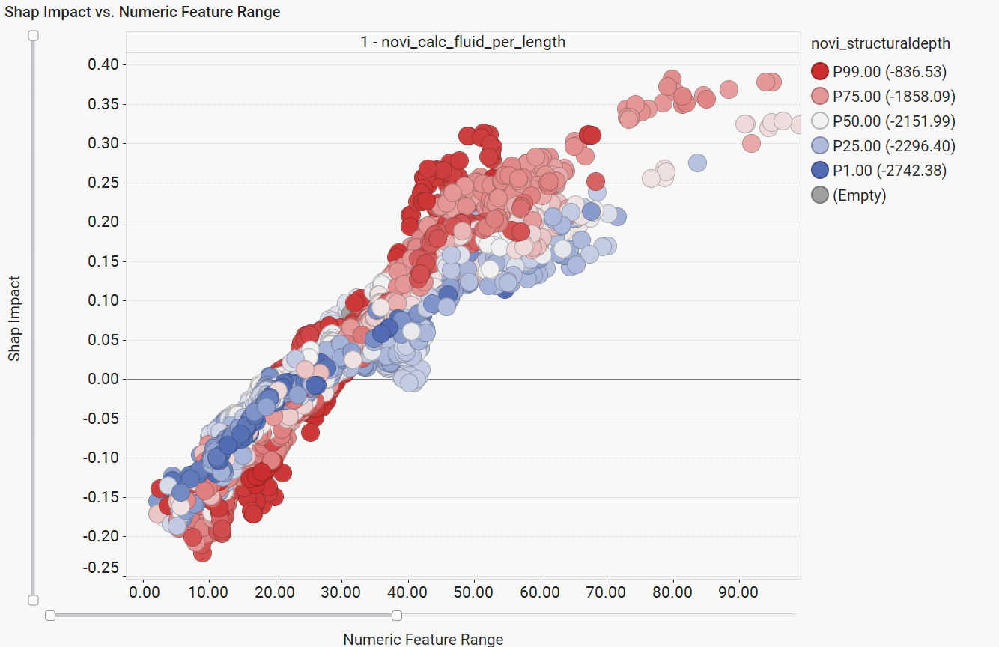 Shap Impact vs. Numeric Feature Range
1 - novi_calc_fluid_per_length
novi_structuraldepth
P99.00 (-836.53)
P75.00 (-1858.09)
P50.00 (-2151.99)
P25.00 (-2296.40)
P1.00 (-2742.38)
(Empty)
Shap Impact
0.40
0.35
0.30
0.25
0.20
0.15
0.10
0.05
0.00
-0.05
-0.10
-0.15
-0.20
-0.25
0.00 10.00 20.00 30.00 40.00 50.00 60.00 70.00 80.00 90.00
Numeric Feature Range